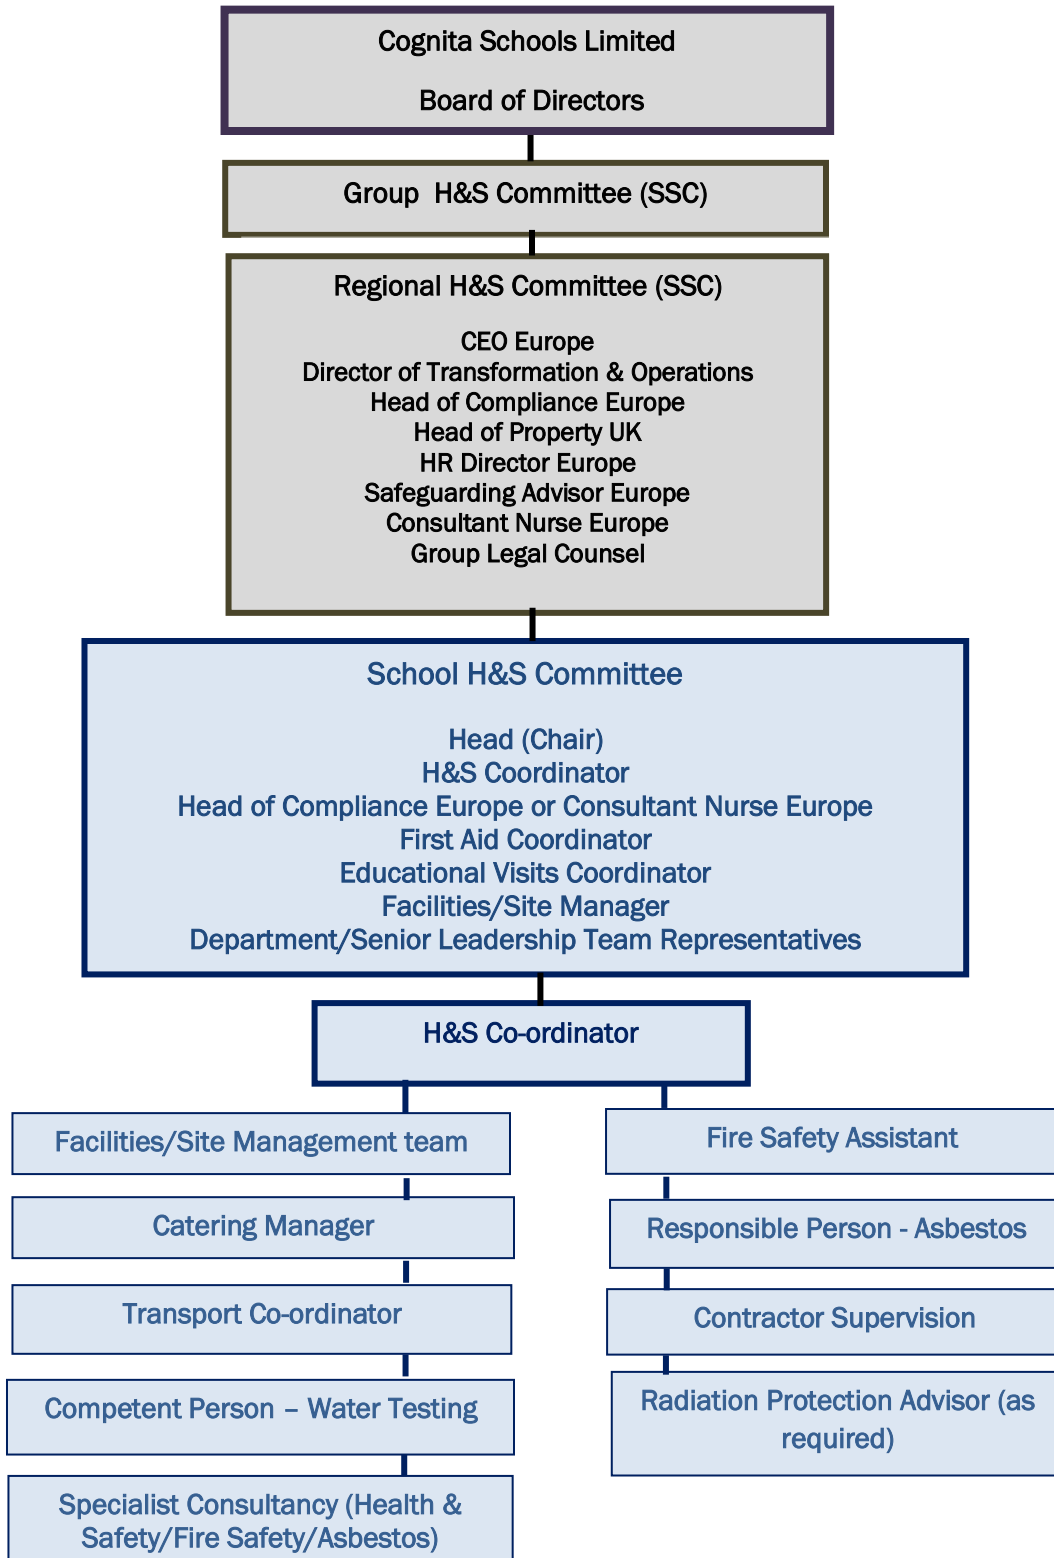 Cognita Schools Limited
Board of Directors
Group H&S Committee (SSC)
Regional H&S Committee (SSC)
CEO Europe
Director of Transformation & Operations
Head of Compliance Europe
Head of Property UK
HR Director Europe
Safeguarding Advisor Europe
Consultant Nurse Europe
Group Legal Counsel
School H&S Committee
Head (Chair)
H&S Coordinator
Head of Compliance Europe or Consultant Nurse Europe
First Aid Coordinator
Educational Visits Coordinator
Facilities/Site Manager
Department/Senior Leadership Team Representatives
H&S Co-ordinator
Facilities/Site Management team
Catering Manager
Transport Co-ordinator
Competent Person – Water Testing
Specialist Consultancy (Health &
Safety/Fire Safety/Asbestos)
Fire Safety Assistant
Responsible Person - Asbestos
Contractor Supervision
Radiation Protection Advisor (as
required)